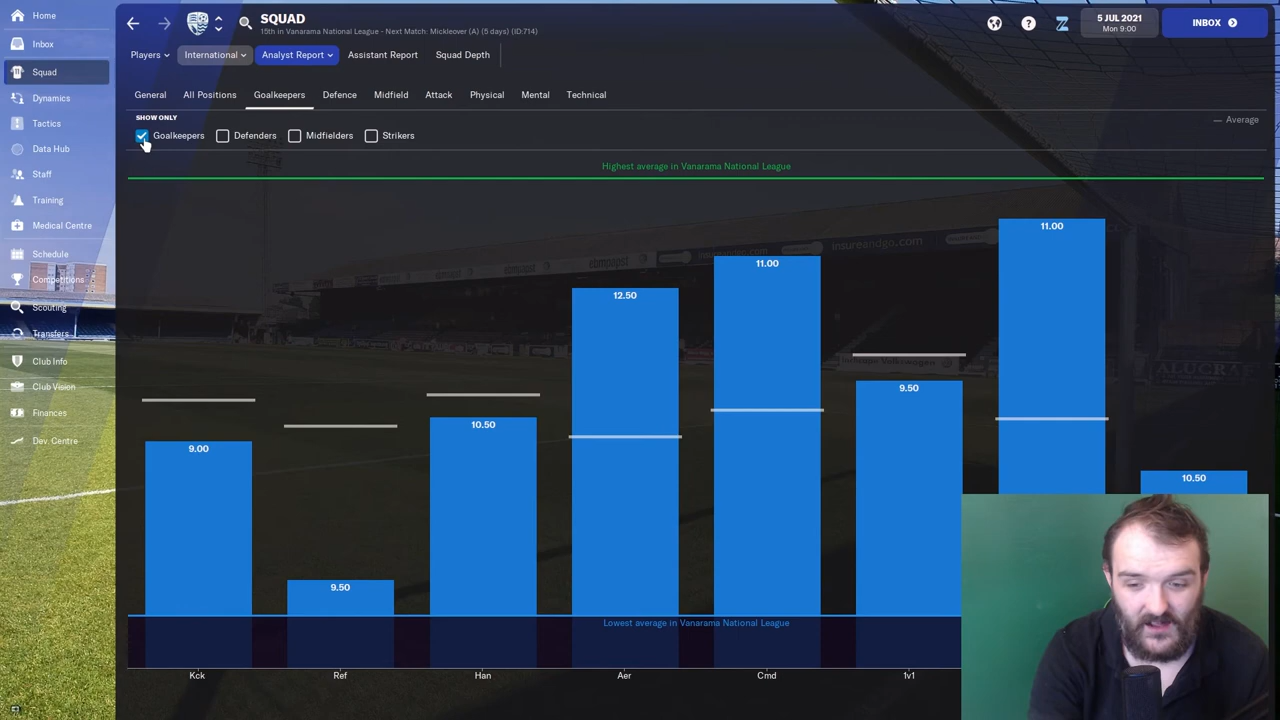 Home
Inbox
Squad
Dynamics
Tactics
Data Hub
Staff
Training
Medical Centre
Schedule
Competitions
Scouting
Transfers
Club Info
Club Vision
Finances
Dev. Centre
SQUAD
15th in Vanarama National League - Next Match: Mickleover (A) (5 days) (ID:714)
5 JUL 2021
Mon 9:00
INBOX
Players International Analyst Report Assistant Report Squad Depth
General All Positions Goalkeepers Defence Midfield Attack Physical Mental Technical
SHOW ONLY
Goalkeepers Defenders Midfielders Strikers
Average
Highest average in Vanarama National League
11.00
11.00
12.50
9.50
9.00
10.50
10.50
9.50
Lowest average in Vanarama National League
Kck Ref Han Aer Cmd 1v1
insureandgo.com
ebmpapst
ebmpapst
ALUCRA